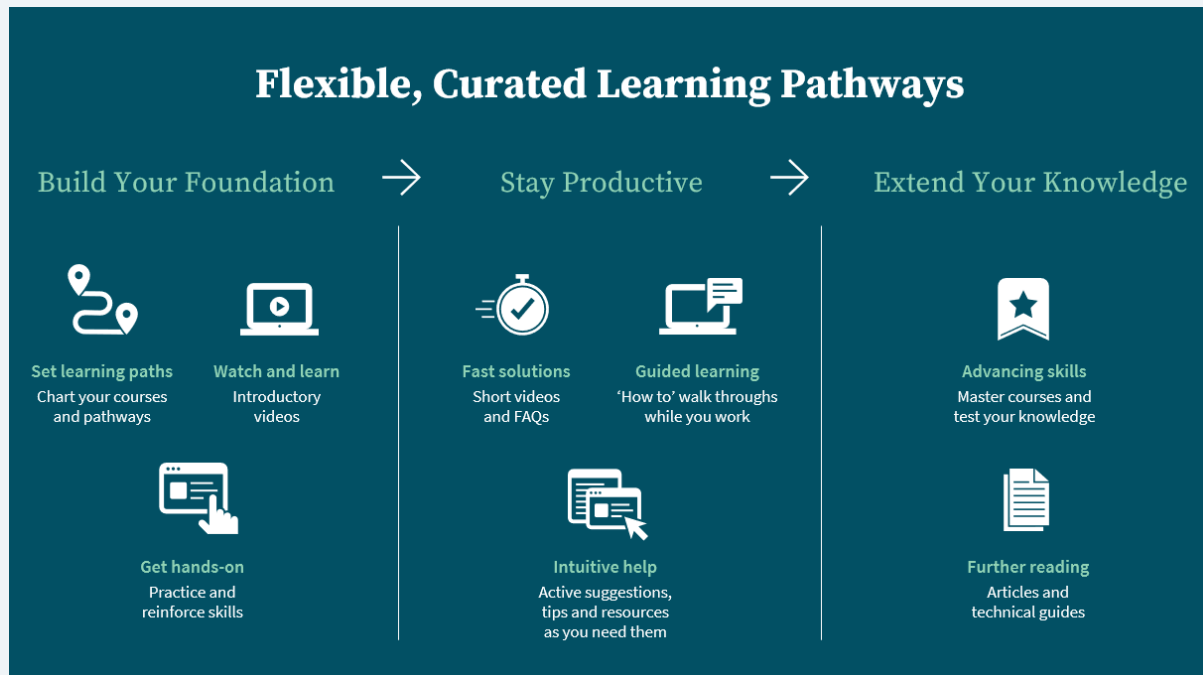 Flexible, Curated Learning Pathways
Build Your Foundation
Set learning paths
Chart your courses
and pathways
Watch and learn
Introductory
videos
Get hands-on
Practice and
reinforce skills
Stay Productive
Fast solutions
Short videos
and FAQs
Guided learning
‘How to’ walk throughs
while you work
Intuitive help
Active suggestions,
tips and resources
as you need them
Extend Your Knowledge
Advancing skills
Master courses and
test your knowledge
Further reading
Articles and
technical guides